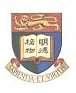 明德
格物
SAPIENTIA ET VIRTUS